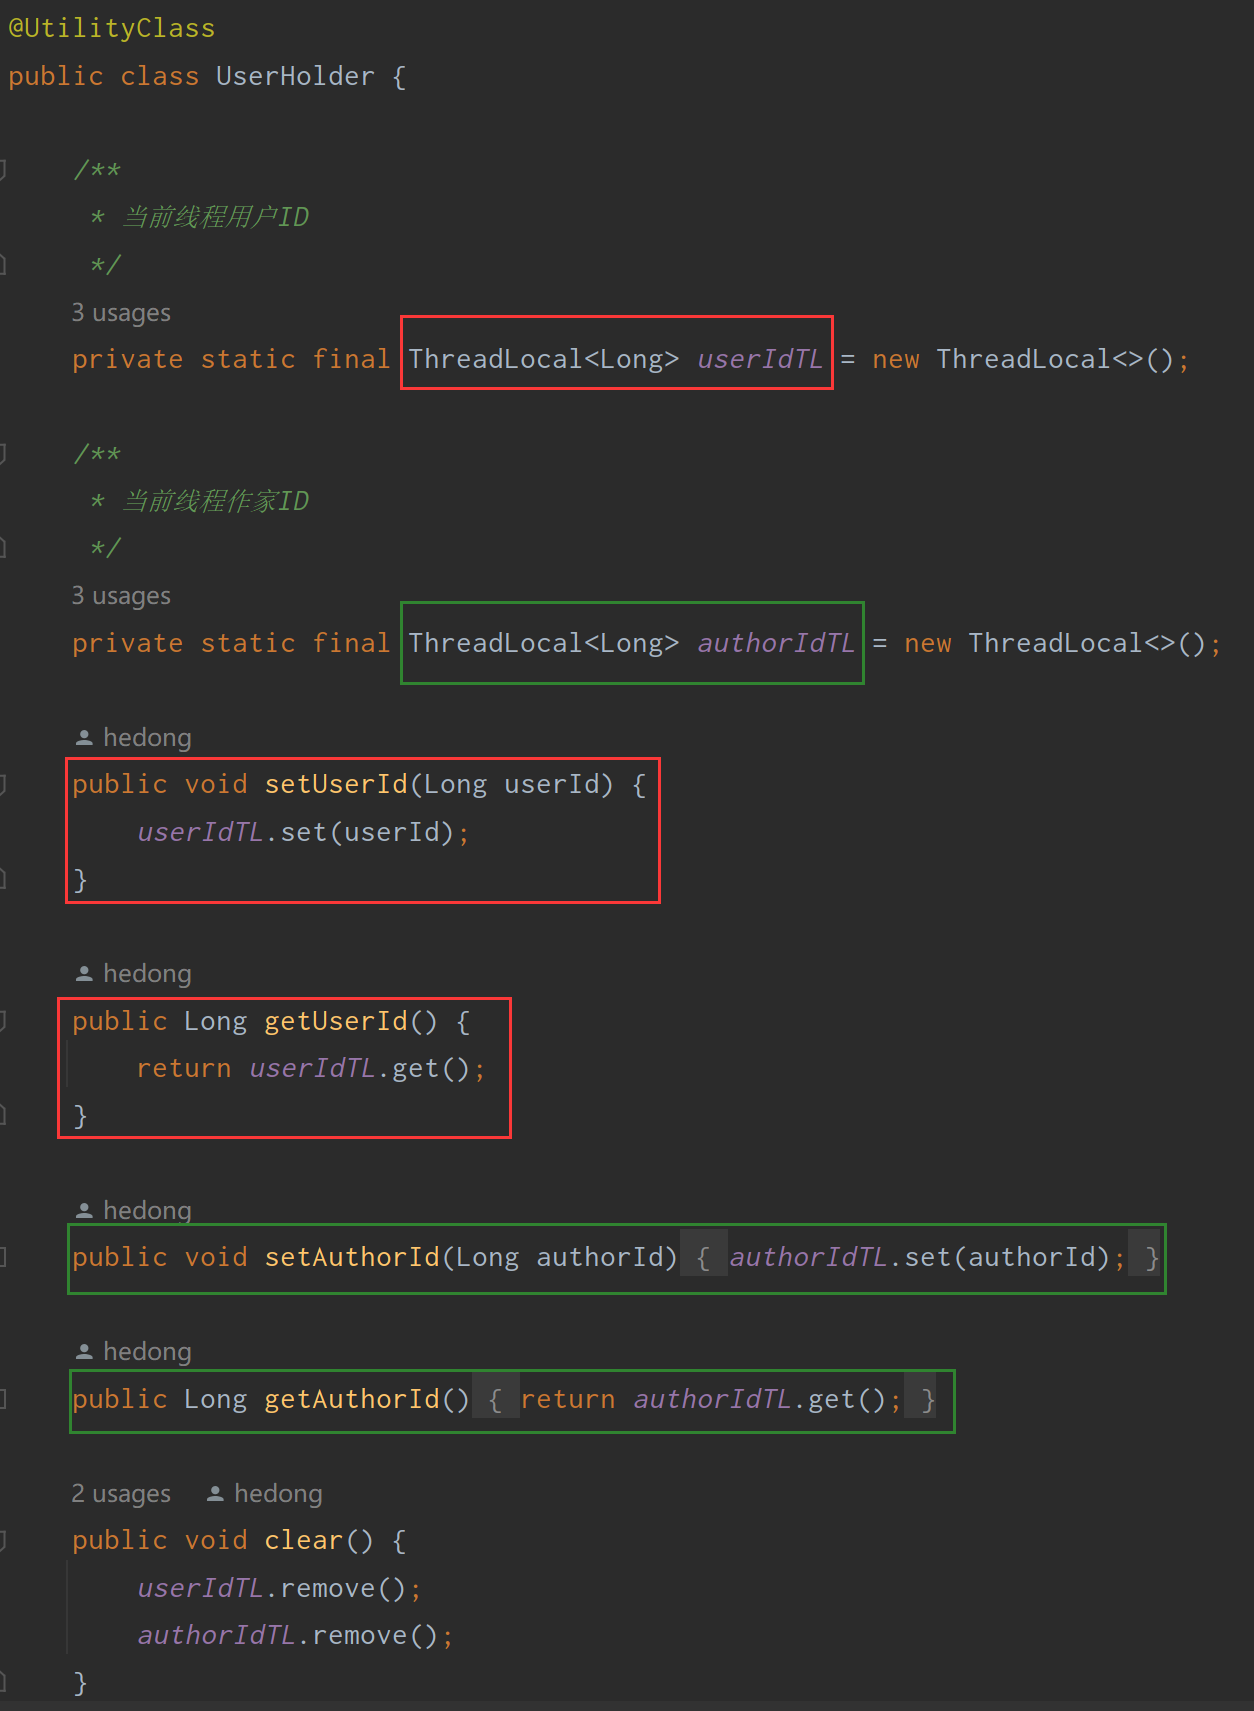 @UtilityClass
public class UserHolder {
/**
* 当前线程用户ID
*/
3 usages
private static final ThreadLocal<Long> userIdTL = new ThreadLocal<>();
/**
* 当前线程作家ID
*/
3 usages
private static final ThreadLocal<Long> authorIdTL = new ThreadLocal<>();
hedong
public void setUserId(Long userId) {
userIdTL.set(userId);
}
hedong
public Long getUserId() {
return userIdTL.get();
}
hedong
public void setAuthorId(Long authorId) { authorIdTL.set(authorId); }
hedong
public Long getAuthorId() { return authorIdTL.get(); }
2 usages hedong
public void clear() {
userIdTL.remove();
authorIdTL.remove();
}